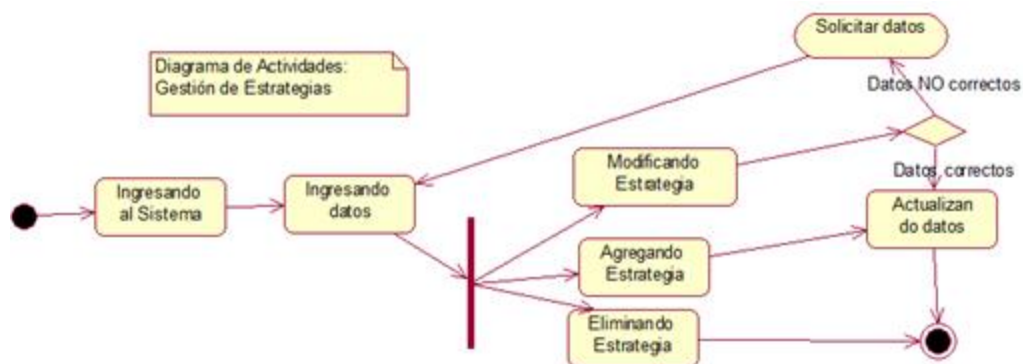 Solicitar datos
Diagrama de Actividades:
Gestión de Estrategias
Datos NO correctos
Modificando
Estrategia
Datos correctos
Ingresando
al Sistema
Ingresando
datos
Actualizan
do datos
Agregando
Estrategia
Eliminando
Estrategia